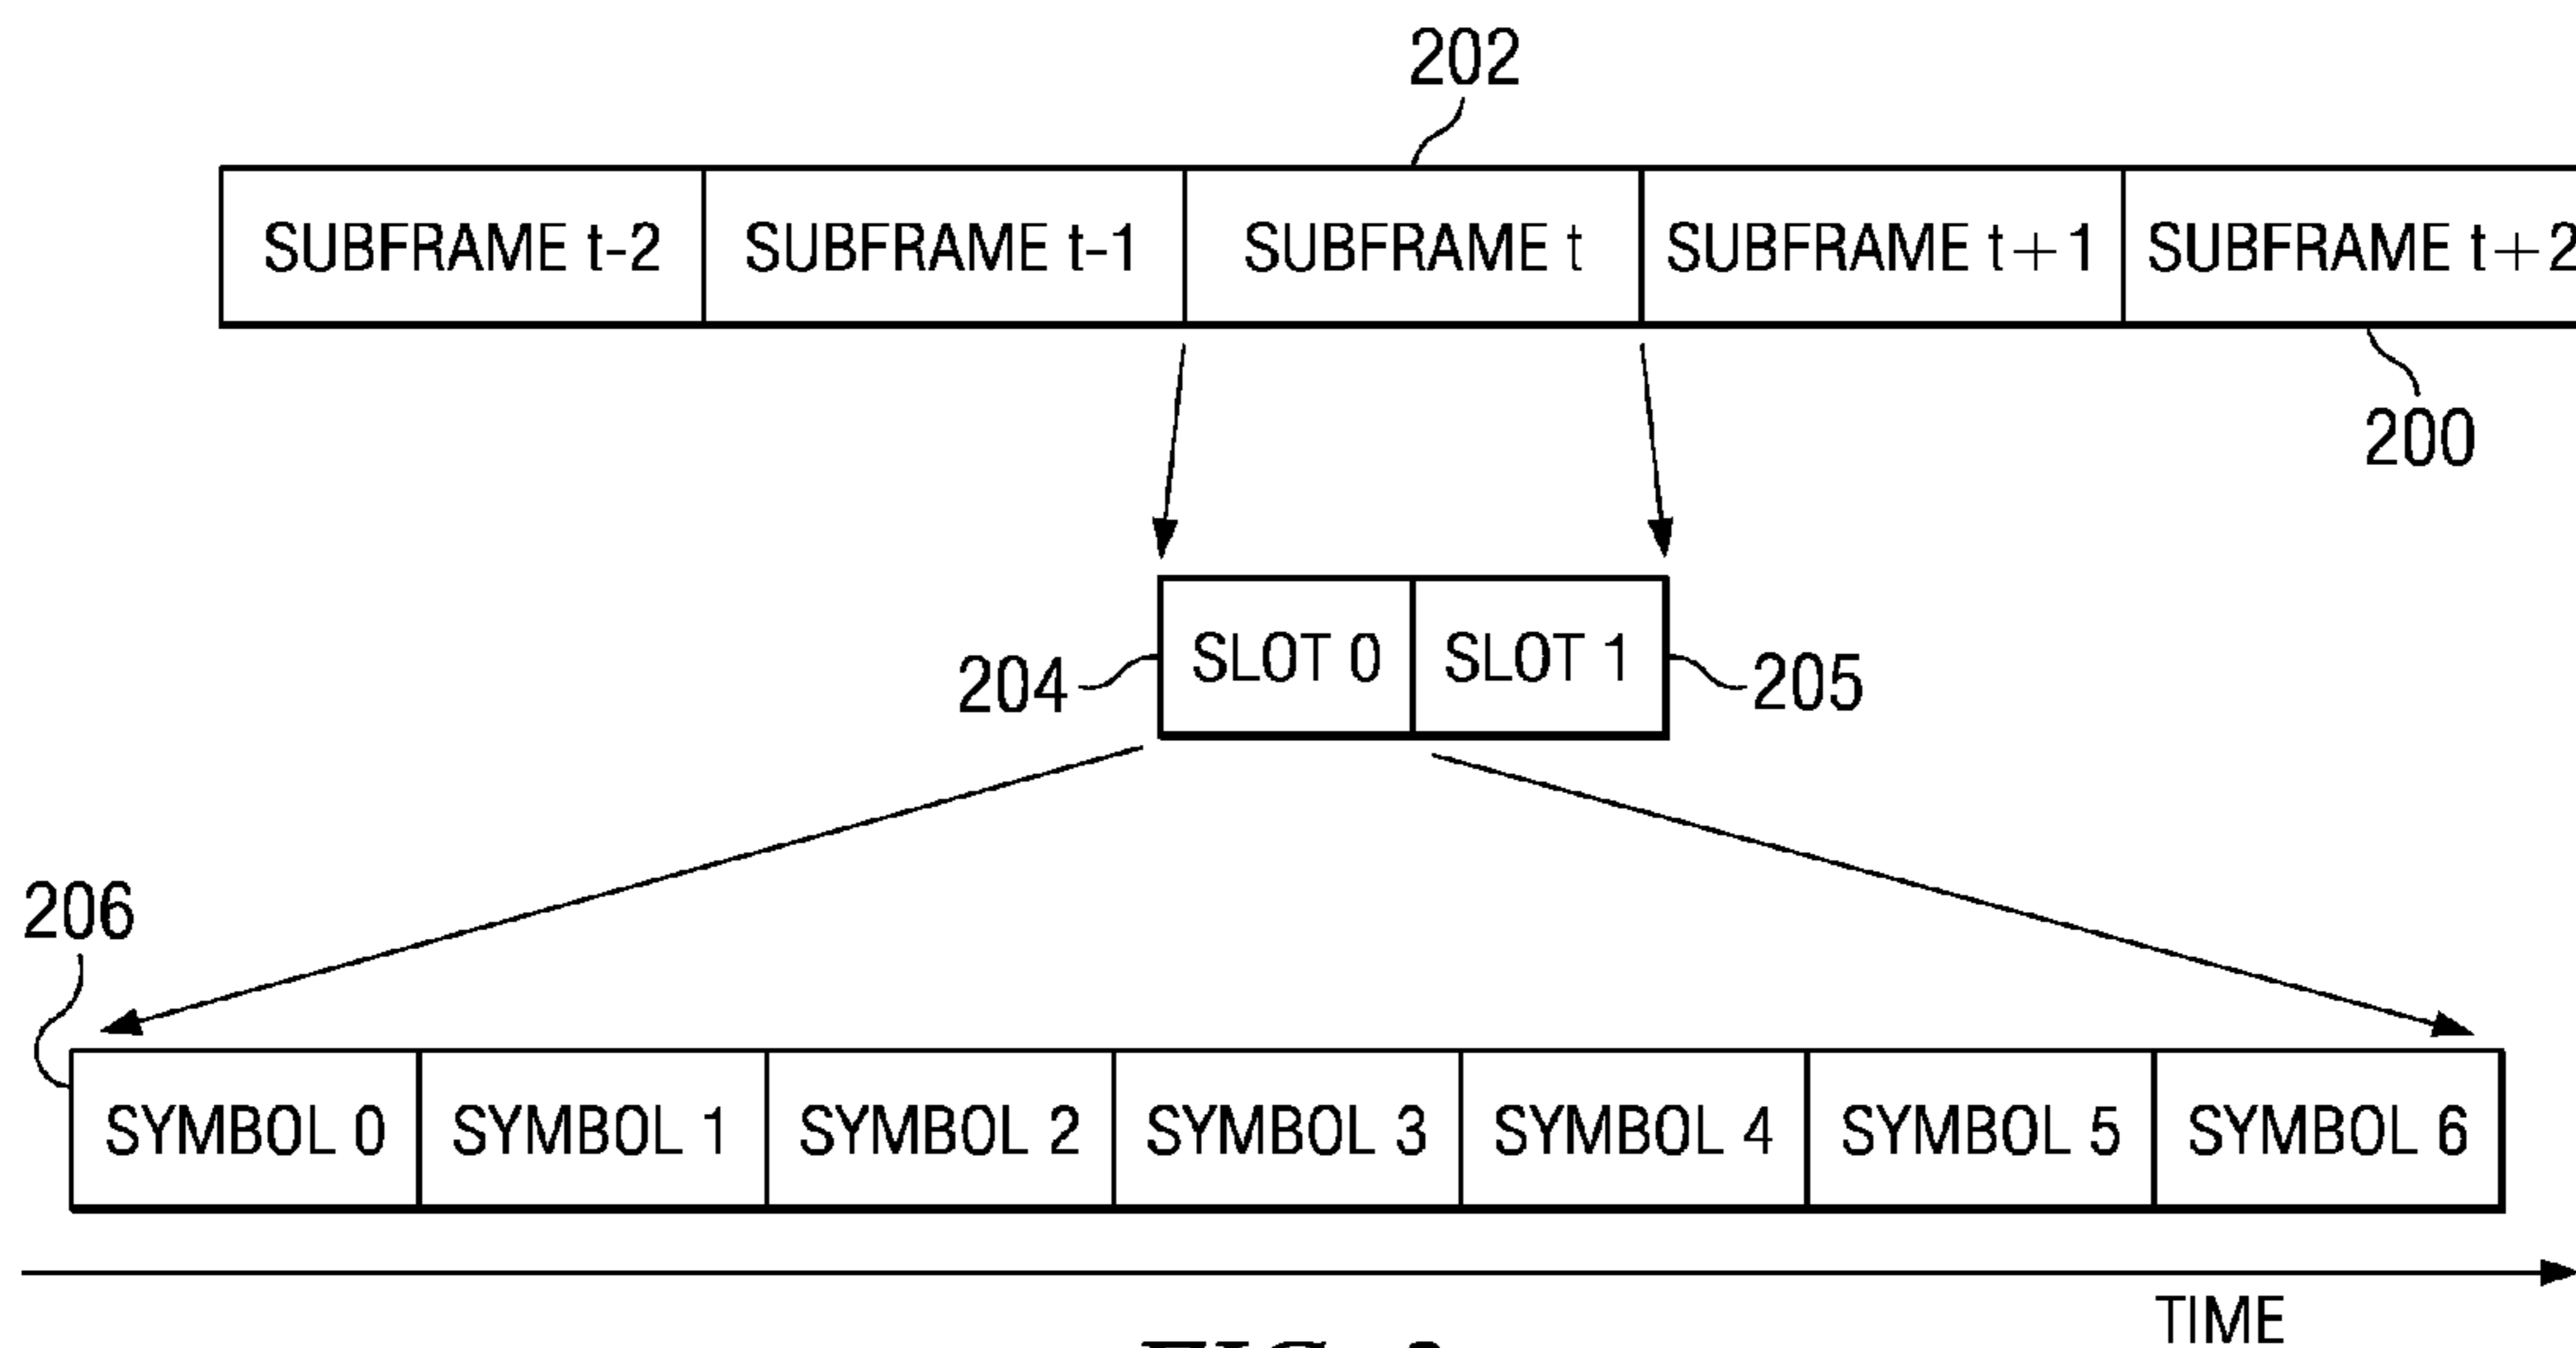 202
SUBFRAME t-2 SUBFRAME t-1 SUBFRAME t SUBFRAME t+1 SUBFRAME t+2
200
204 SLOT 0 SLOT 1 205
206
SYMBOL 0 SYMBOL 1 SYMBOL 2 SYMBOL 3 SYMBOL 4 SYMBOL 5 SYMBOL 6
TIME